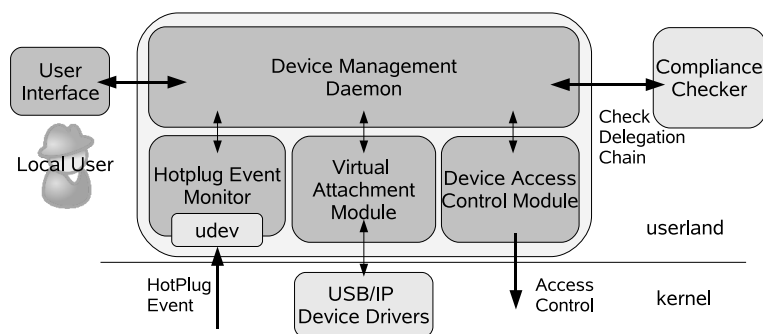 User
Interface
Local User
Device Management
Daemon
Compliance
Checker
Check
Delegation
Chain
Hotplug Event
Monitor
udev
Virtual
Attachment
Module
Device Access
Control Module
userland
HotPlug
Event
USB/IP
Device Drivers
Access
Control
kernel